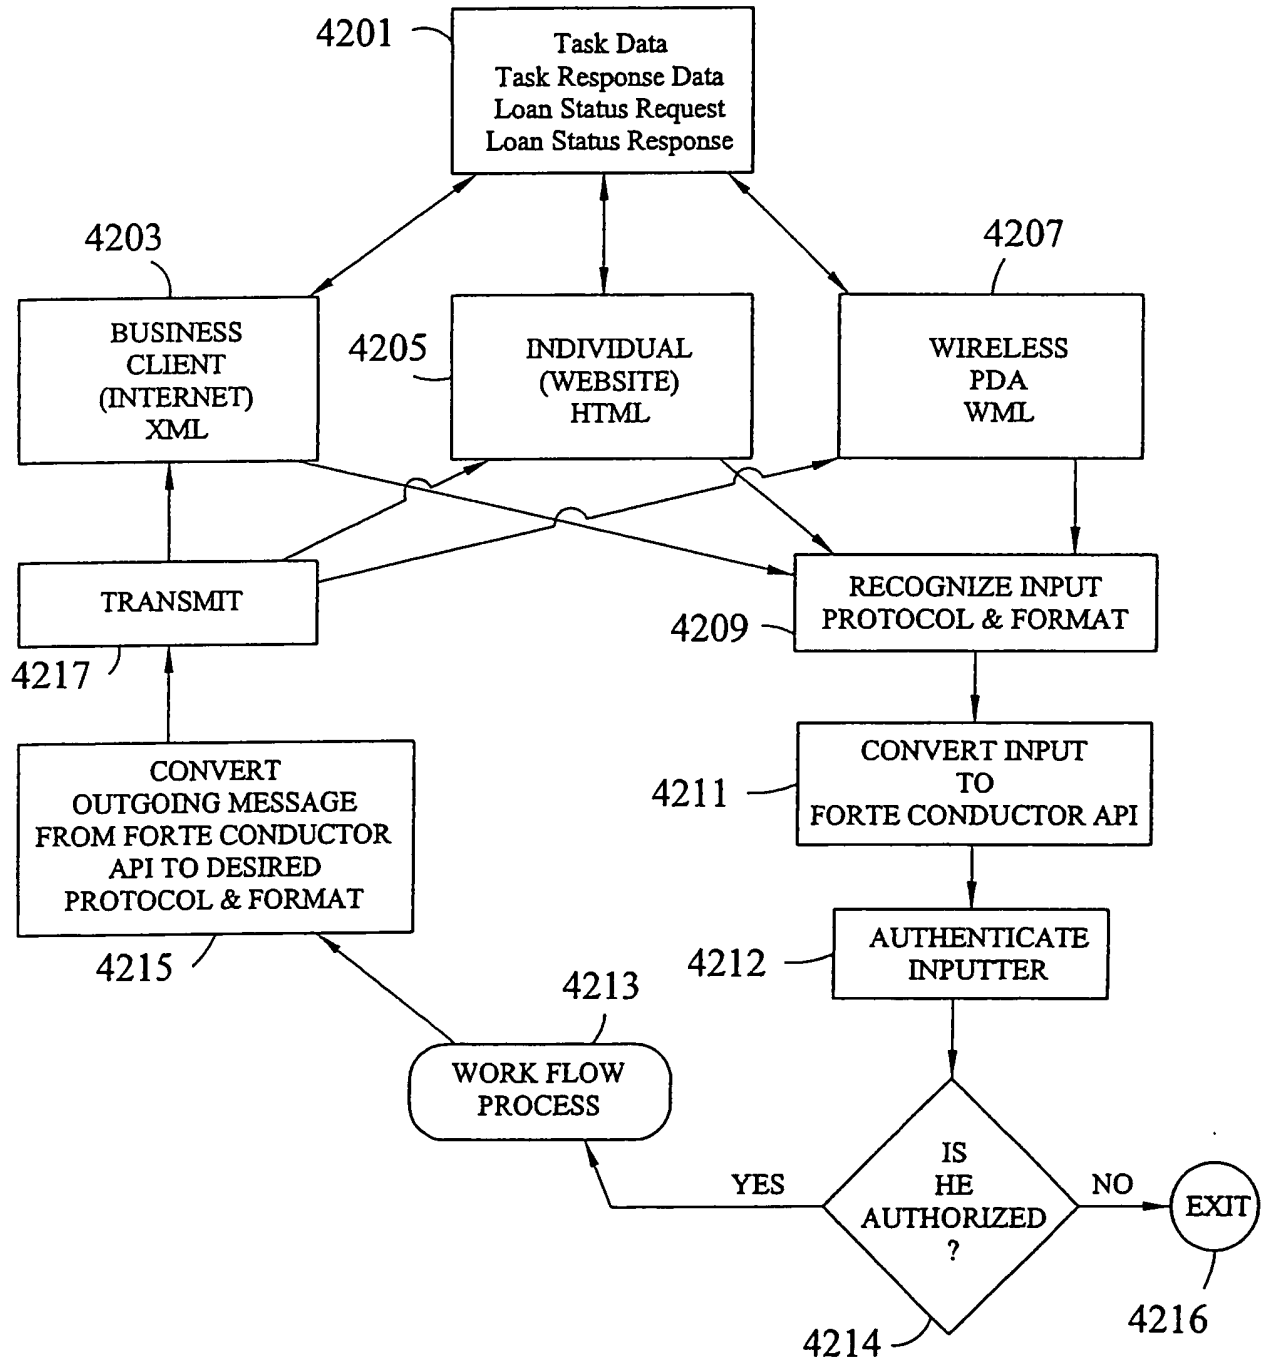 4201
Task Data
Task Response Data
Loan Status Request
Loan Status Response
4203
4207
BUSINESS
CLIENT
(INTERNET)
XML
4205
INDIVIDUAL
(WEBSITE)
HTML
WIRELESS
PDA
WML
TRANSMIT
4217
RECOGNIZE INPUT
PROTOCOL & FORMAT
4209
CONVERT INPUT
TO
FORTE CONDUCTOR API
4211
CONVERT
OUTGOING MESSAGE
FROM FORTE CONDUCTOR
API TO DESIRED
PROTOCOL & FORMAT
4215
AUTHENTICATE
INPUTTER
4212
4213
WORK FLOW
PROCESS
IS
HE
AUTHORIZED
?
YES
NO
EXIT
4214
4216